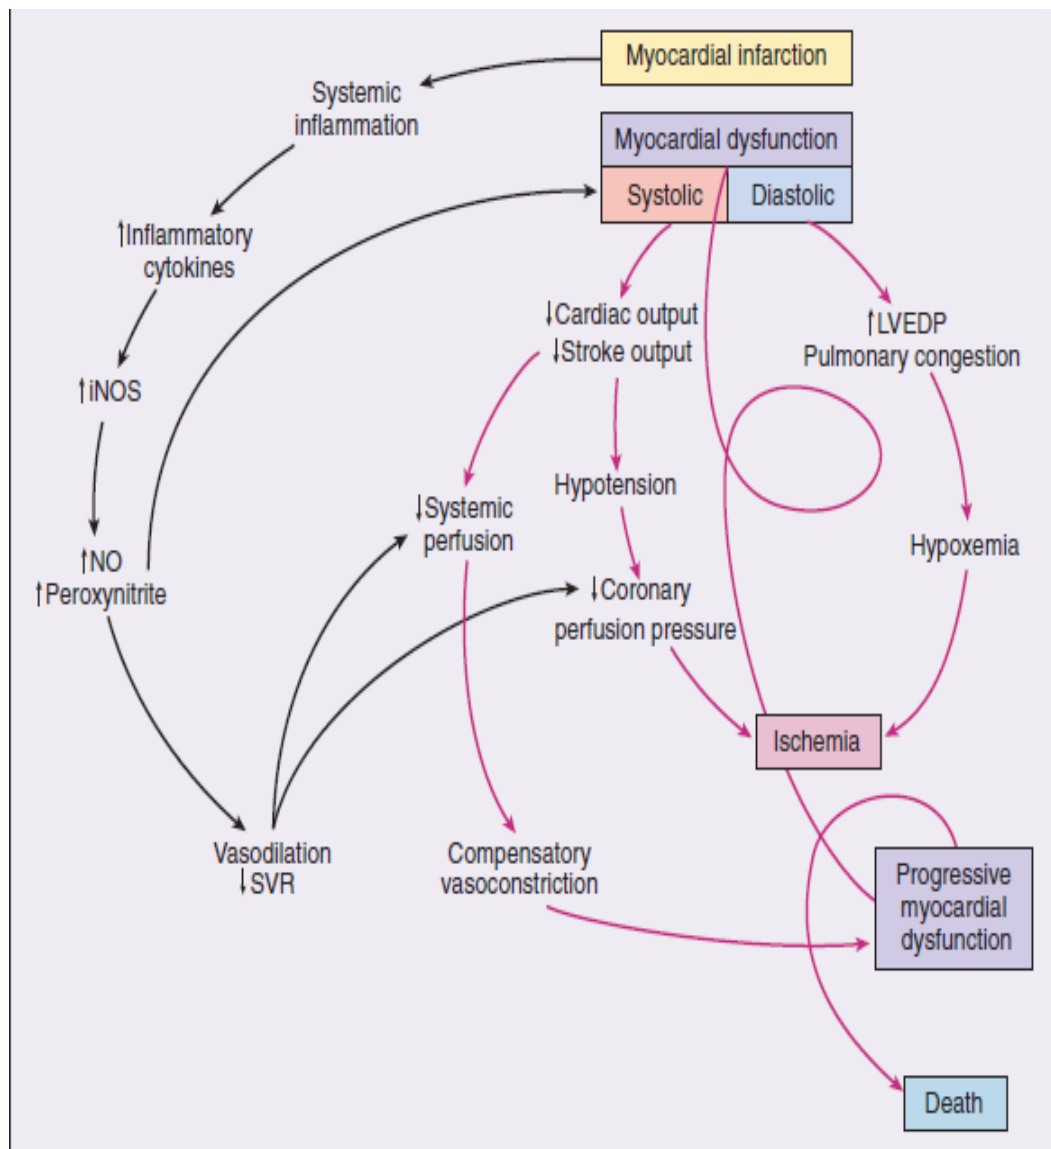 Myocardial infarction
Systemic
inflammation
Myocardial dysfunction
Systolic
Diastolic
↑Inflammatory
cytokines
↓Cardiac output
↓Stroke output
↑LVEDP
Pulmonary congestion
↑iNOS
Hypotension
↓Systemic
perfusion
Hypoxemia
↑NO
↑Peroxynitrite
↓Coronary
perfusion pressure
Ischemia
Vasodilation
↓SVR
Compensatory
vasoconstriction
Progressive
myocardial
dysfunction
Death